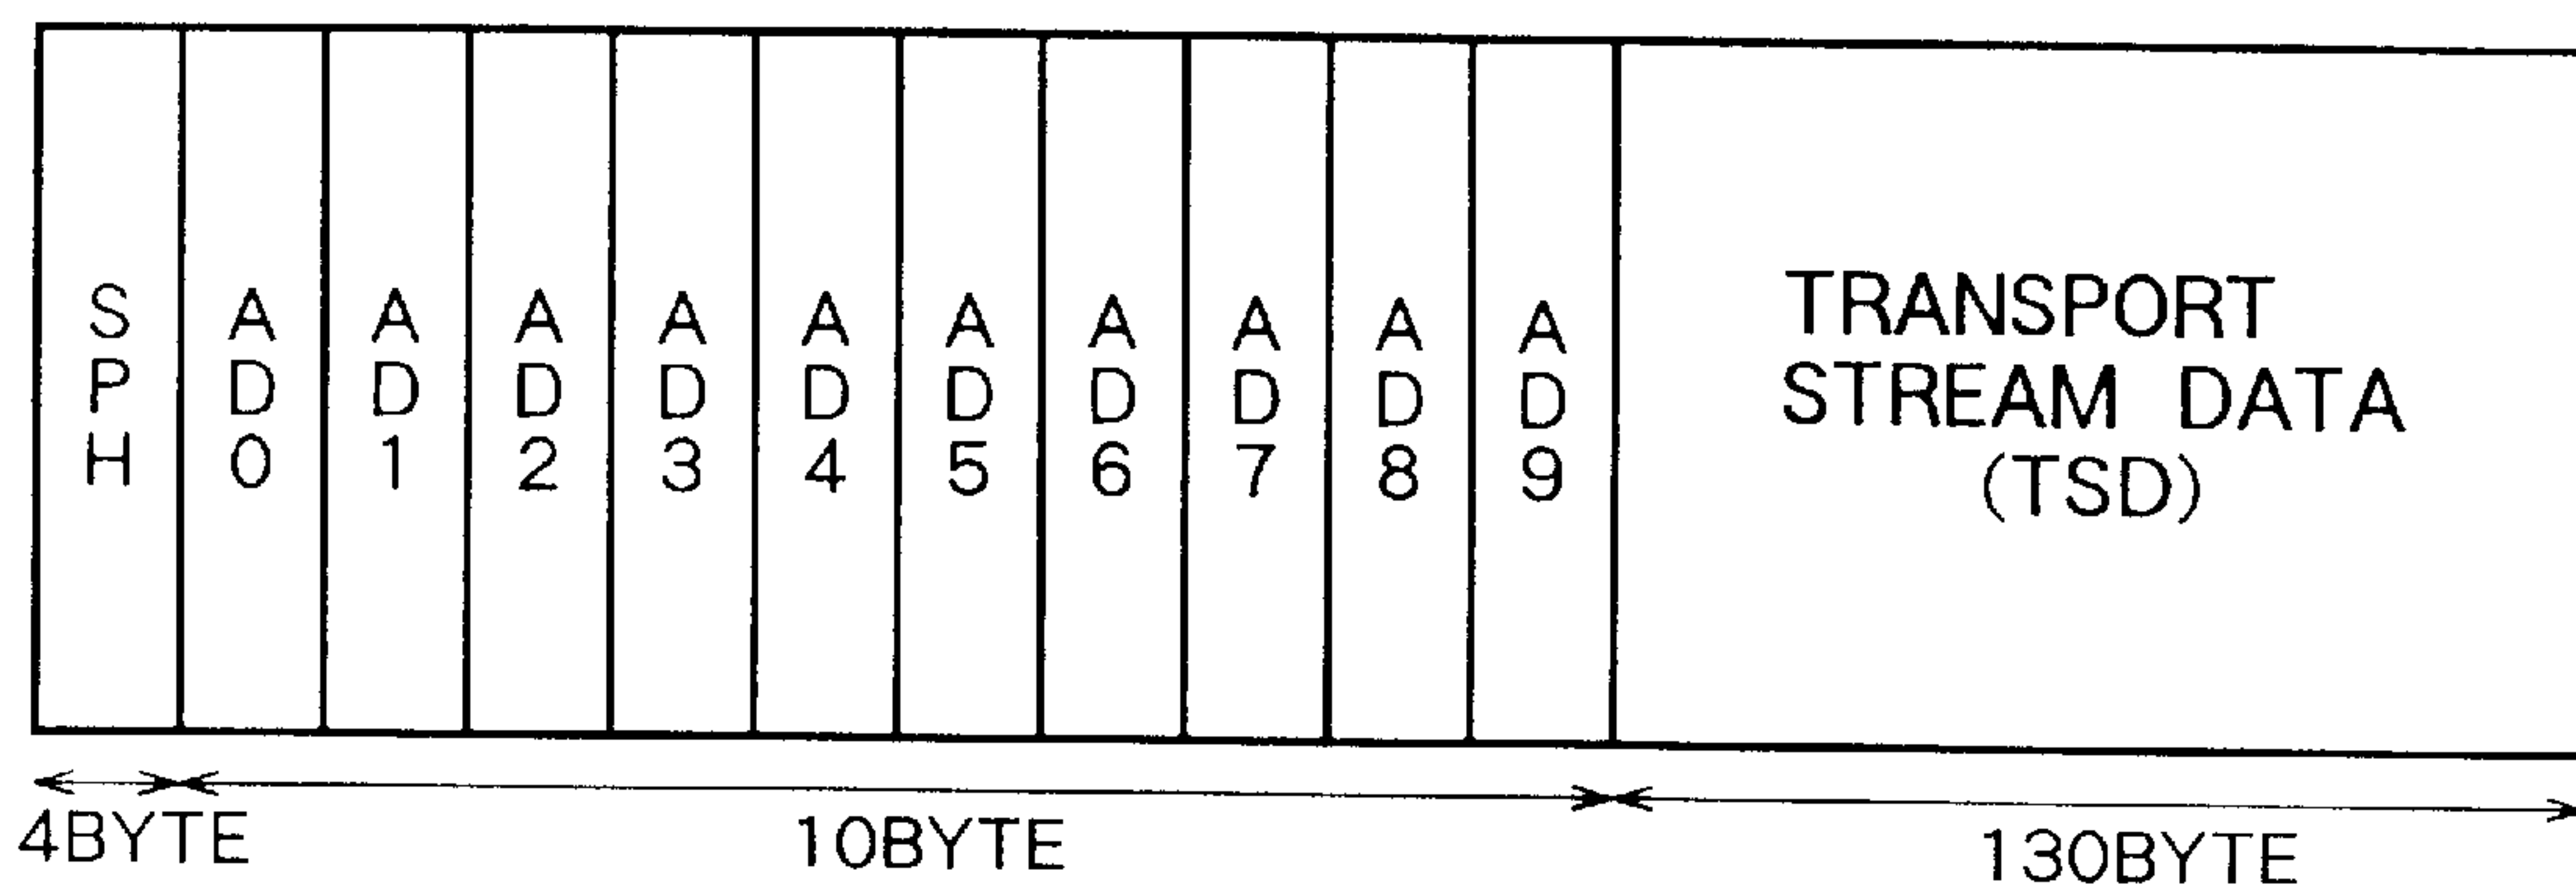 SPH
AD0
AD1
AD2
AD3
AD4
AD5
AD6
AD7
AD8
AD9
TRANSPORT
STREAM DATA
(TSD)
4BYTE
10BYTE
130BYTE